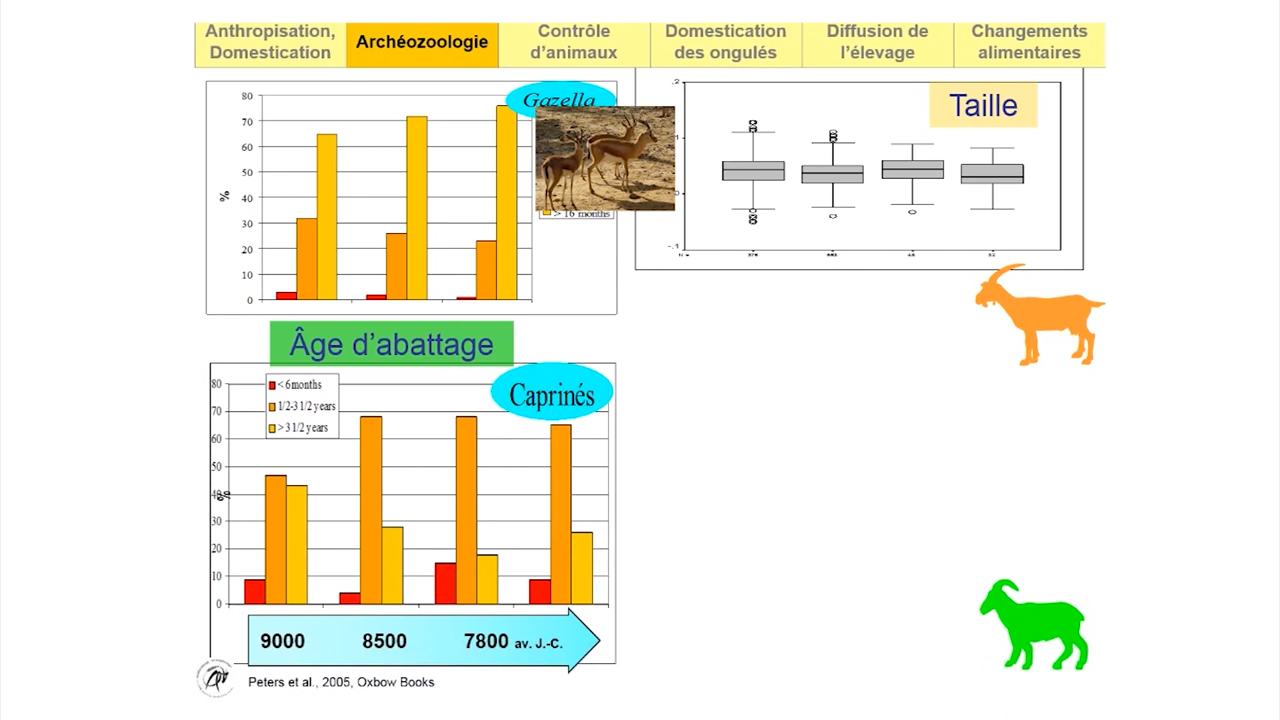 Anthropisation,
Domestication
Archéozoologie
Contrôle
d'animaux
Domestication
des ongulés
Diffusion de
l'élevage
Changements
alimentaires
Gazella
80
70
60
50
40
30
20
10
0
%
> 16 months
Taille
.2
-.1
Âge d'abattage
Caprinés
< 6 months
1/2-3 1/2 years
> 3 1/2 years
80
70
60
50
40
30
20
10
0
%
9000 8500 7800 av. J.-C.
Peters et al., 2005, Oxbow Books